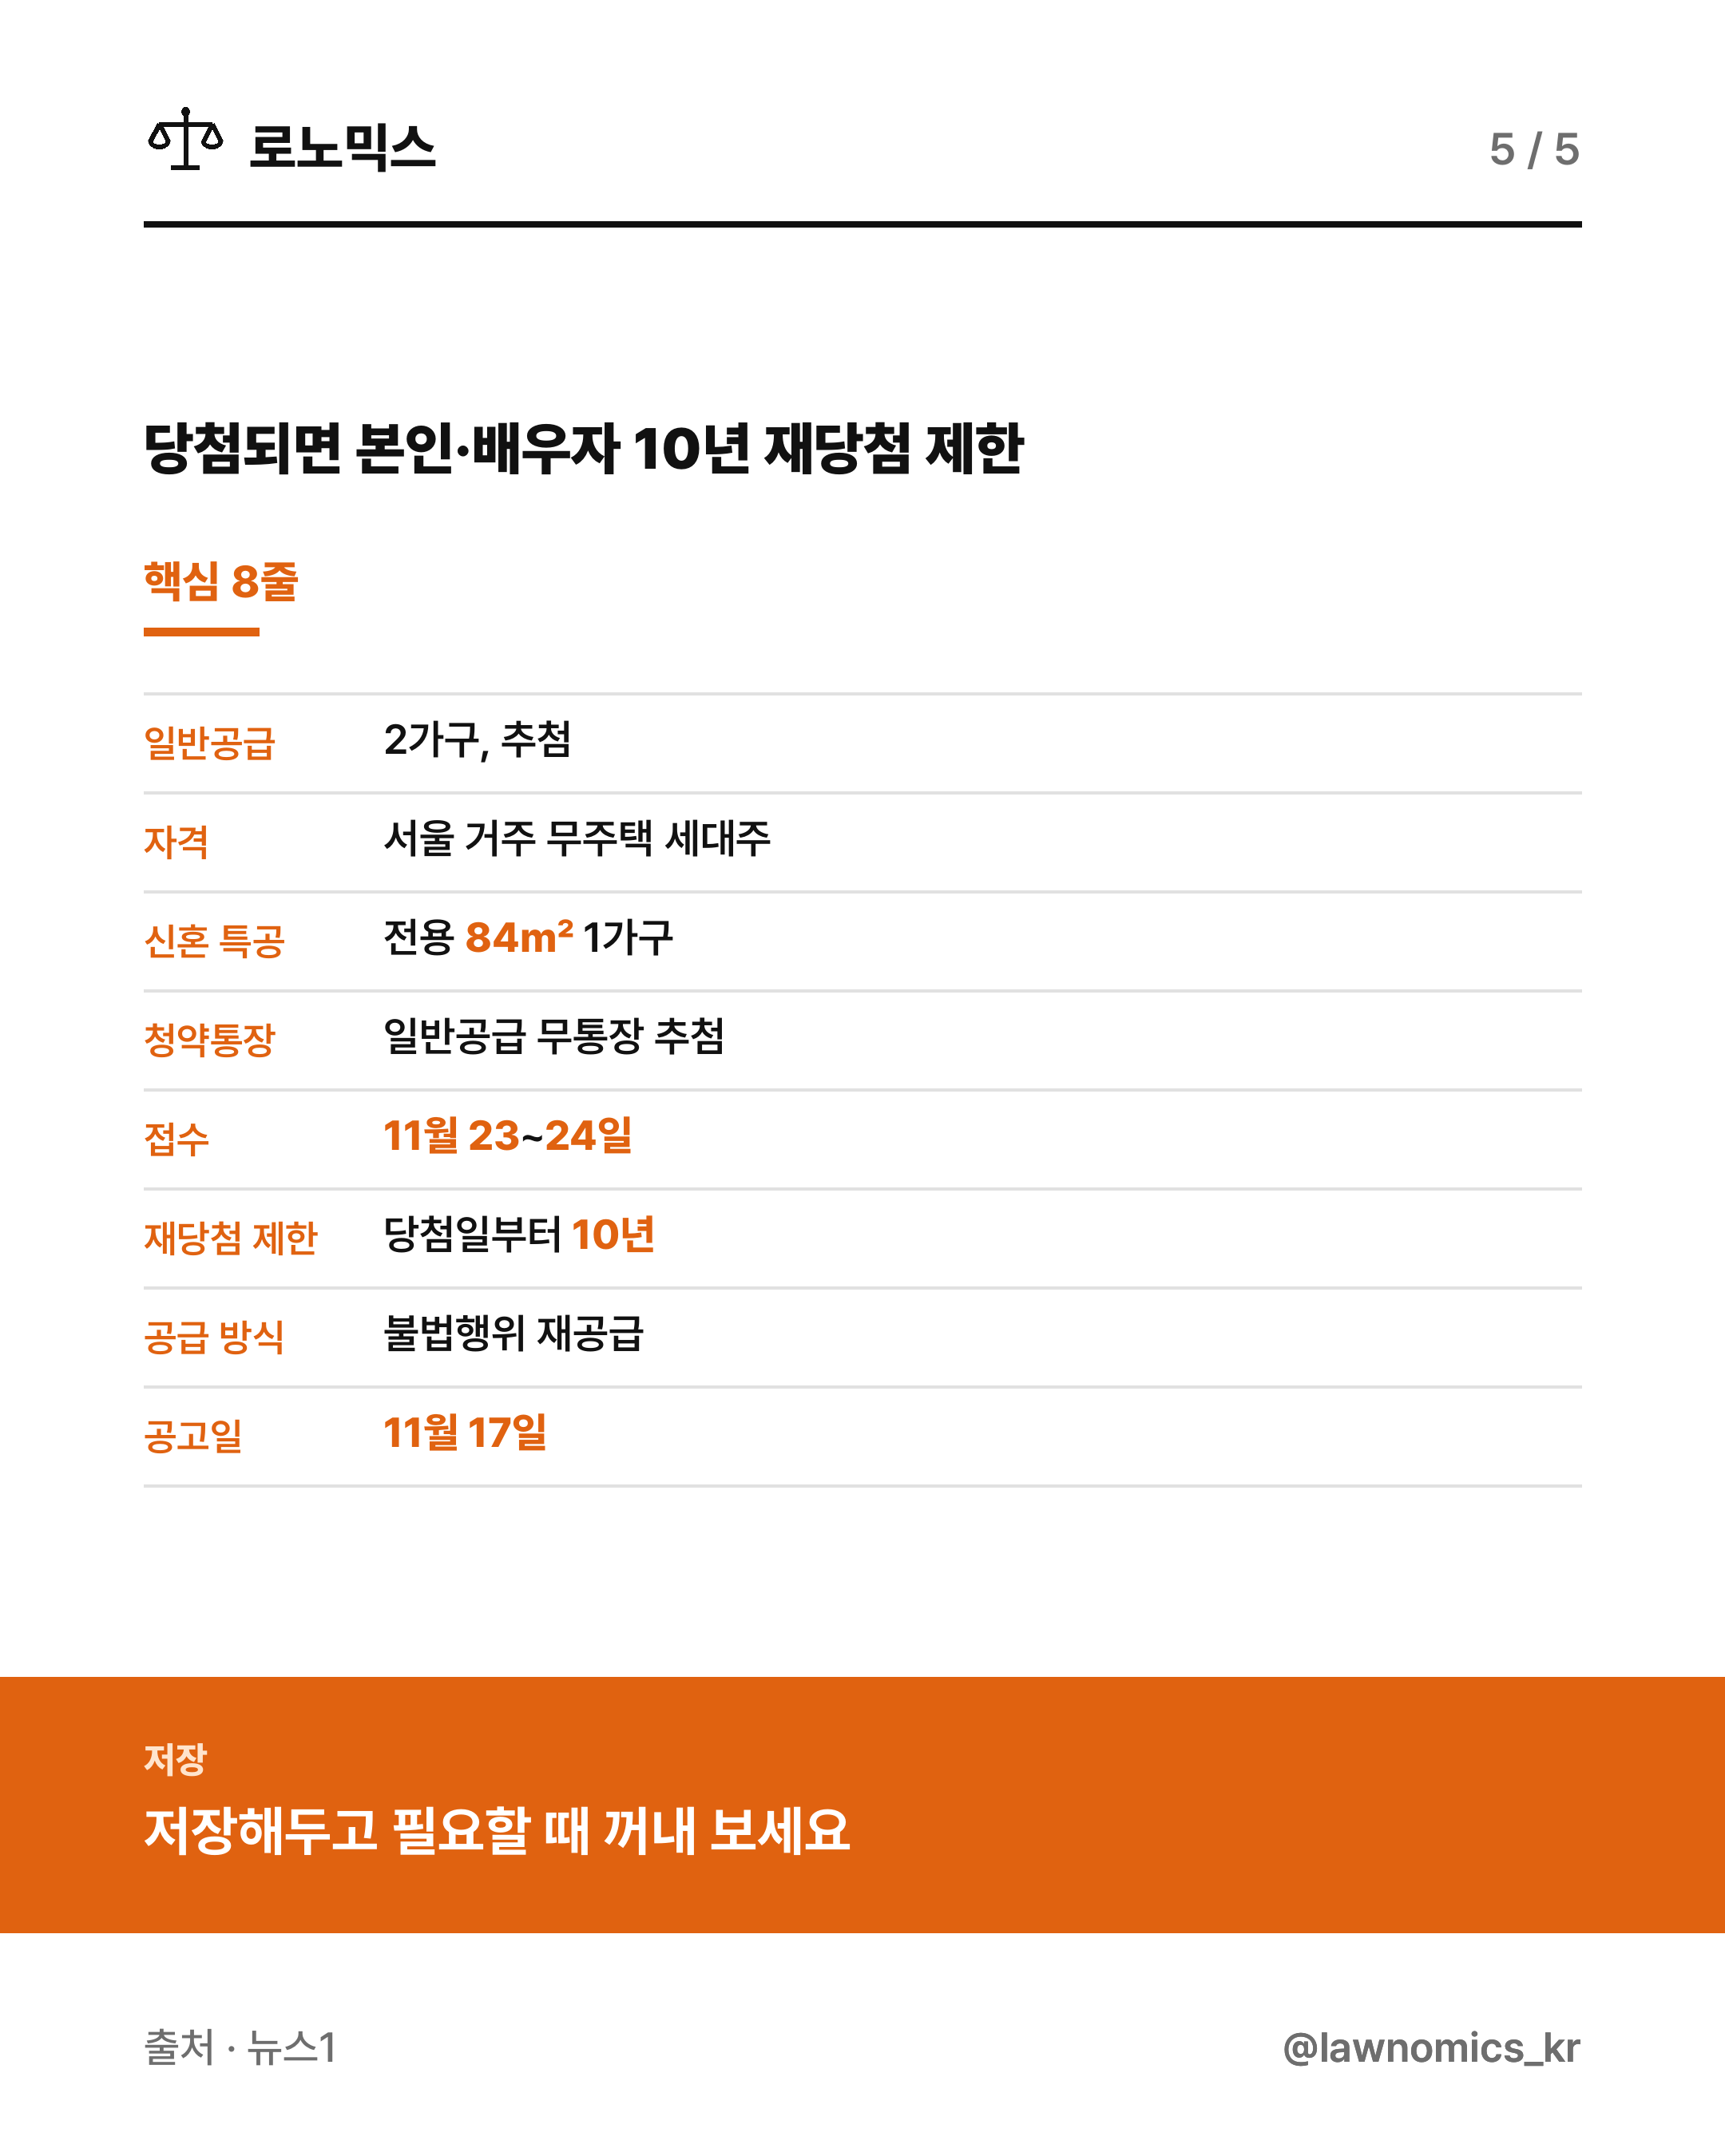 로노믹스
5 / 5
당첨되면 본인·배우자 10년 재당첨 제한
핵심 8줄
일반공급 2가구, 추첨
자격 서울 거주 무주택 세대주
신혼 특공 전용 84m² 1가구
청약통장 일반공급 무통장 추첨
접수 11월 23~24일
재당첨 제한 당첨일부터 10년
공급 방식 불법행위 재공급
공고일 11월 17일
저장
저장해두고 필요할 때 꺼내 보세요
출처 · 뉴스1
@lawnomics_kr